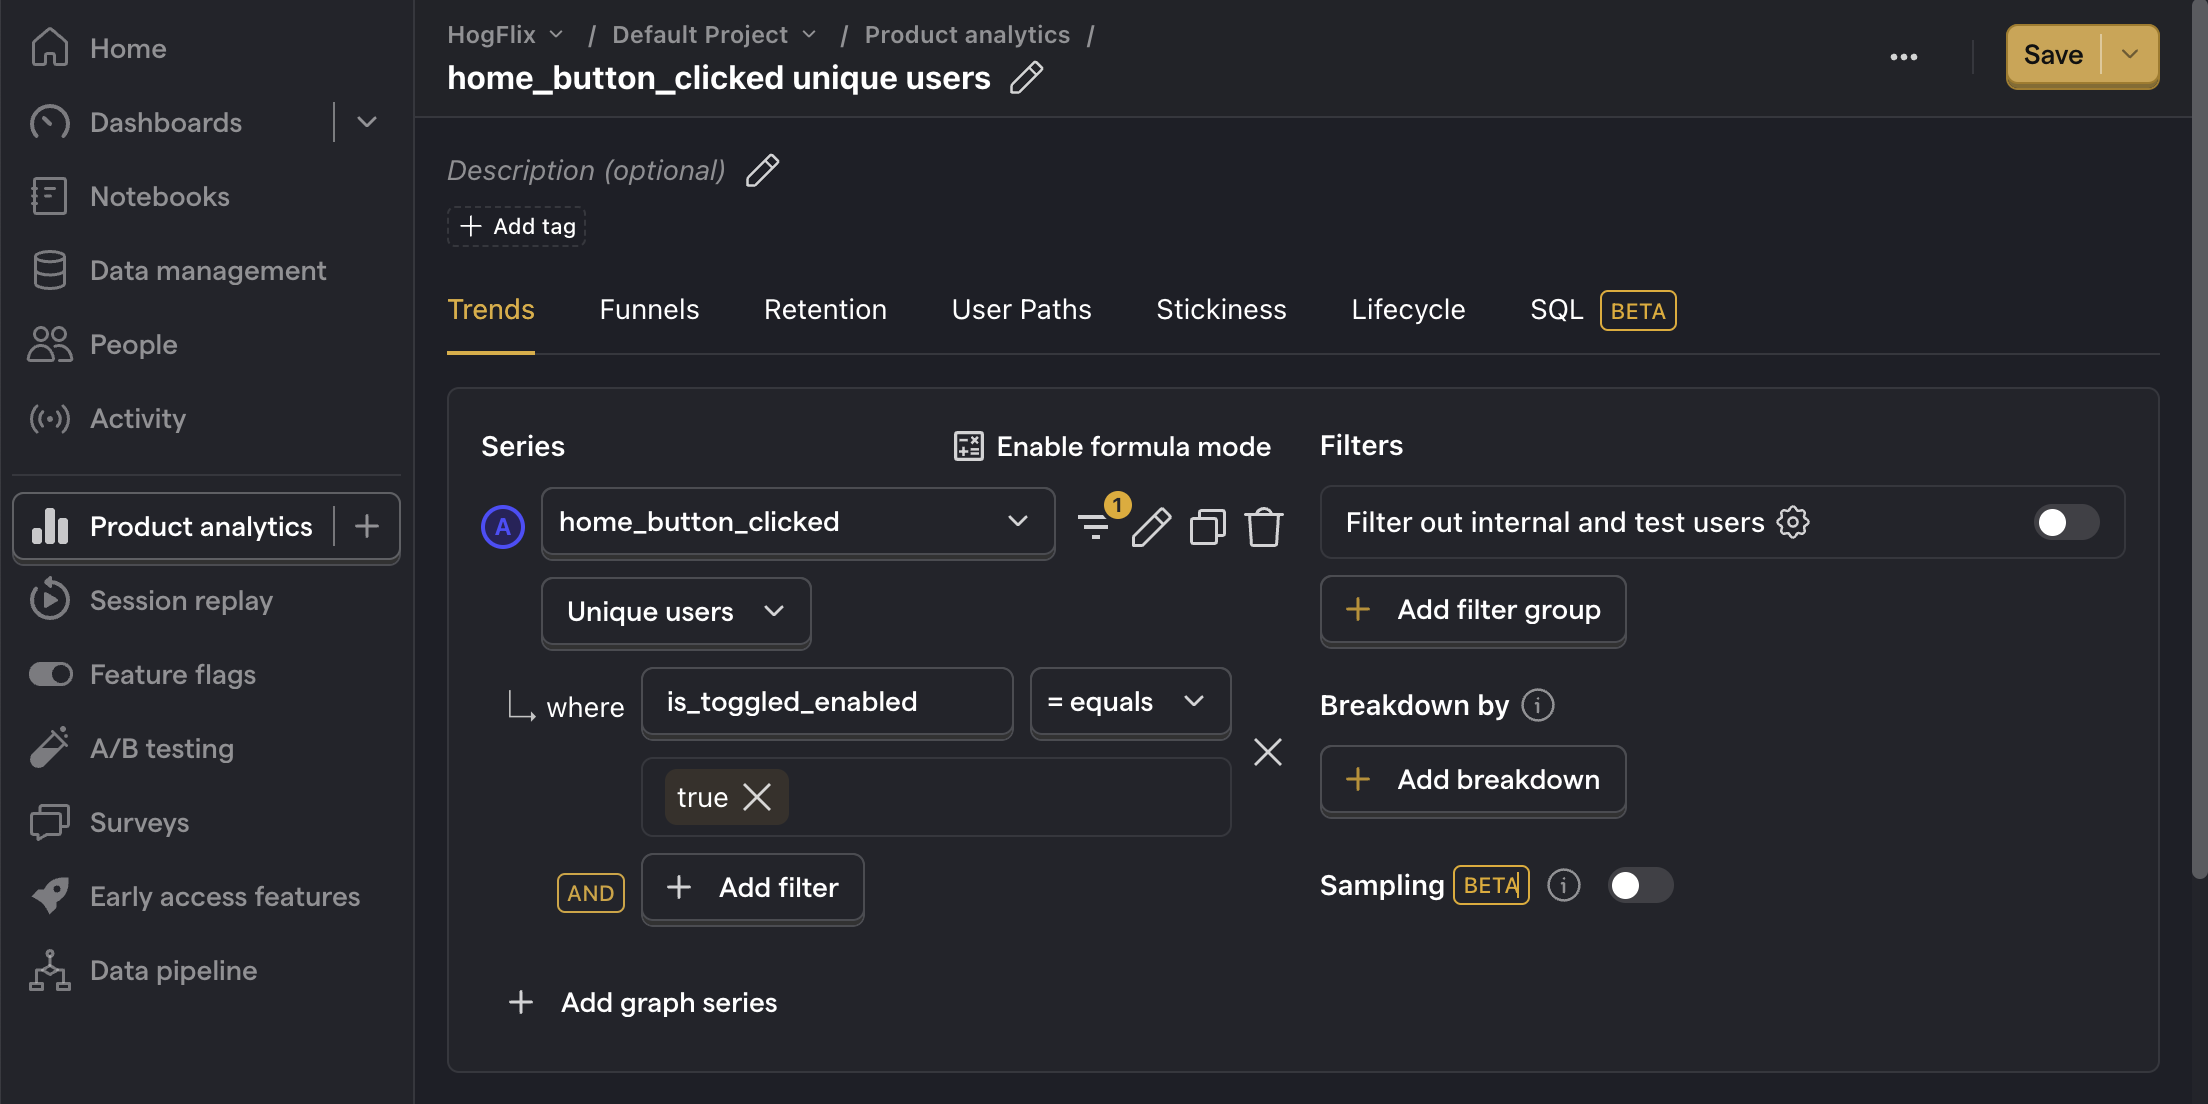 Home
Dashboards
Notebooks
Data management
People
Activity
Product analytics
Session replay
Feature flags
A/B testing
Surveys
Early access features
Data pipeline
HogFlix / Default Project / Product analytics /
home_button_clicked unique users
Save
Description (optional)
Add tag
Trends Funnels Retention User Paths Stickiness Lifecycle SQL BETA
Series Enable formula mode
A home_button_clicked 1
Unique users
where is_toggled_enabled = equals
true
AND Add filter
Add graph series
Filters
Filter out internal and test users
Add filter group
Breakdown by
Add breakdown
Sampling BETA